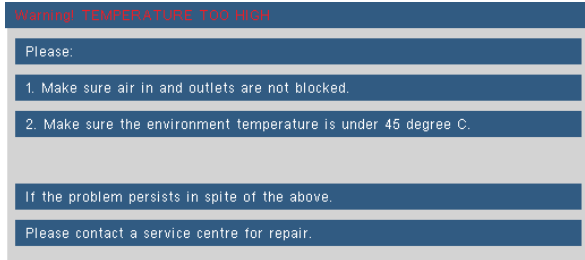 Warning! TEMPERATURE TOO HIGH
Please:
1. Make sure air in and outlets are not blocked.
2. Make sure the environment temperature is under 45 degree C.
If the problem persists in spite of the above.
Please contact a service centre for repair.